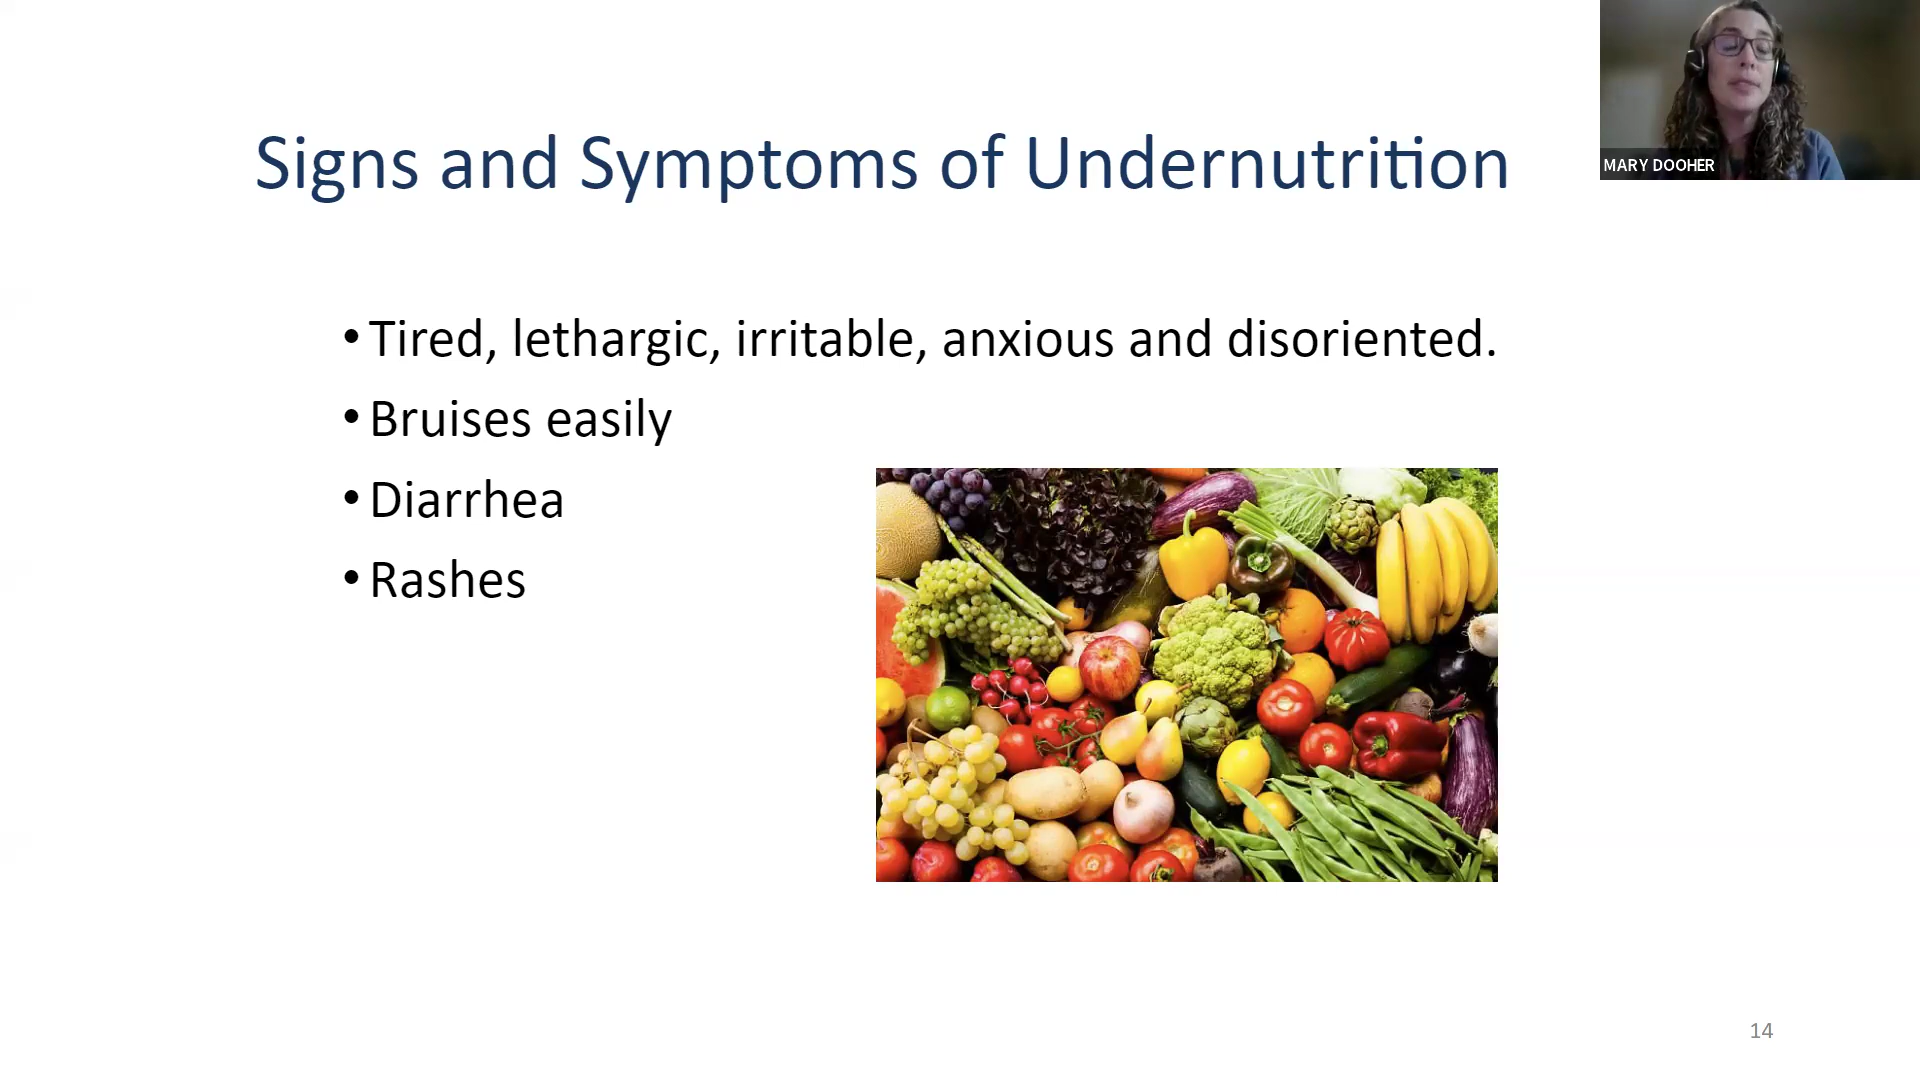 MARY DOOHER
Signs and Symptoms of Undernutrition
• Tired, lethargic, irritable, anxious and disoriented.
• Bruises easily
• Diarrhea
• Rashes
14